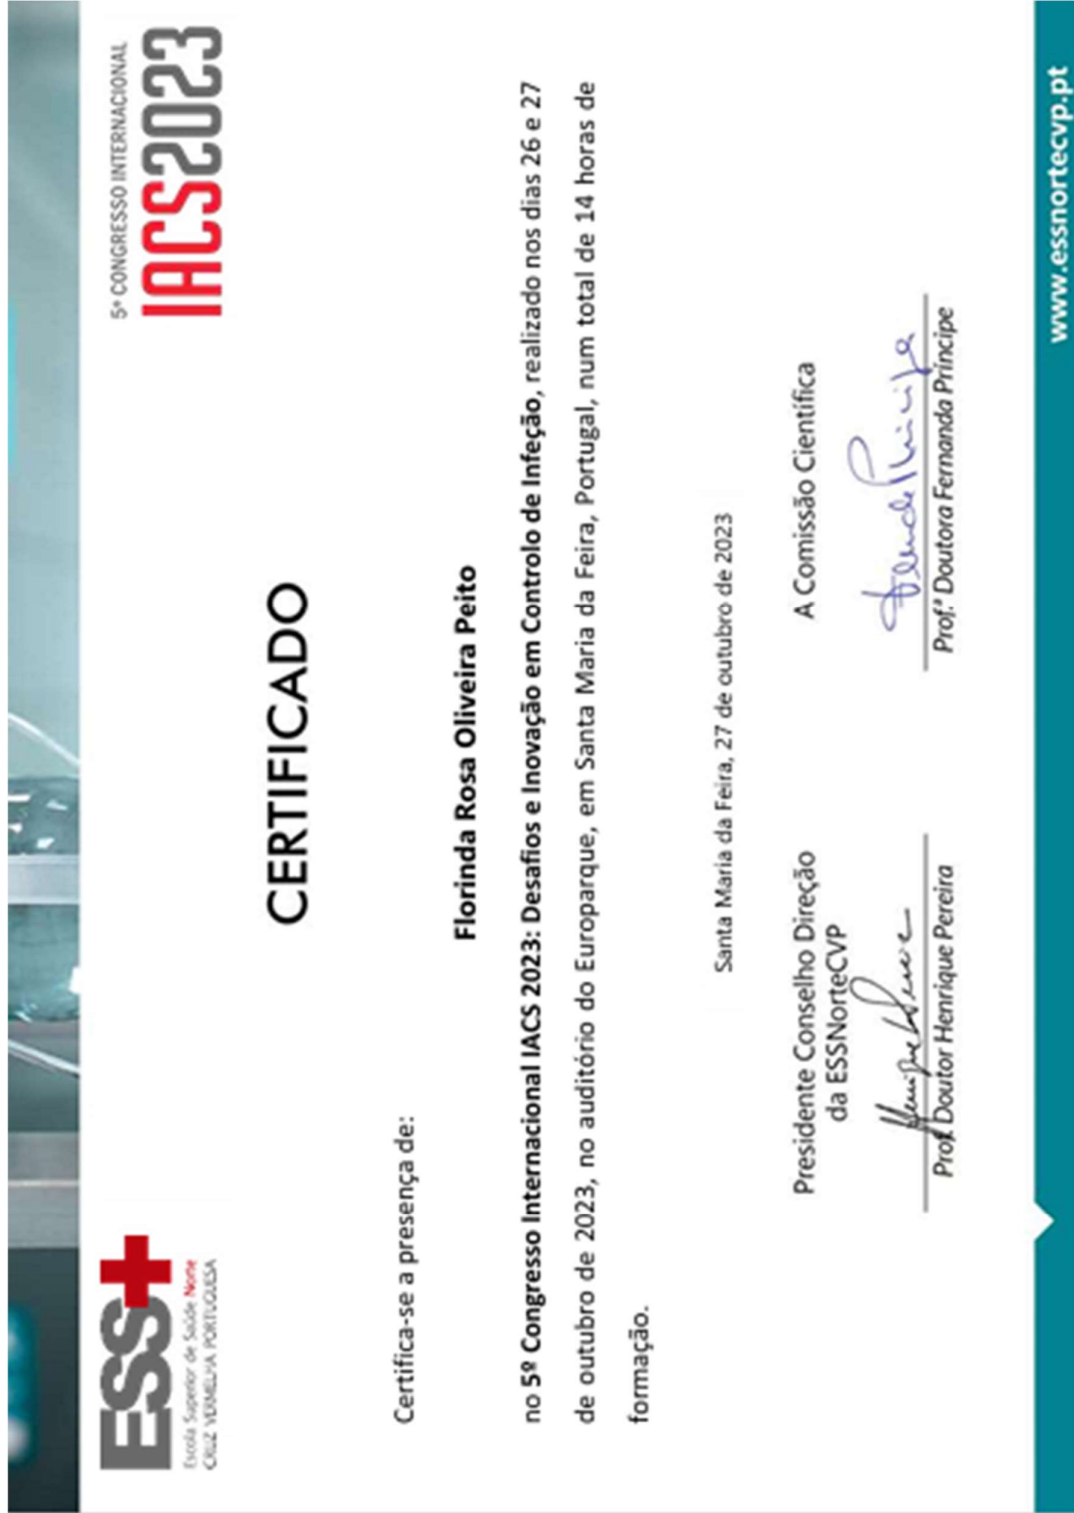 ESS+
Escola Superior de Saúde Norte
CRUZ VERMELHA PORTUGUESA
5º CONGRESSO INTERNACIONAL
IACS2023
CERTIFICADO
Certifica-se a presença de:
Florinda Rosa Oliveira Peito
no 5º Congresso Internacional IACS 2023: Desafios e Inovação em Controlo de Infeção, realizado nos dias 26 e 27
de outubro de 2023, no auditório do Europarque, em Santa Maria da Feira, Portugal, num total de 14 horas de
formação.
Santa Maria da Feira, 27 de outubro de 2023
Presidente Conselho Direção
da ESSNorteCVP
Prof. Doutor Henrique Pereira
A Comissão Científica
Prof.ª Doutora Fernanda Príncipe
www.essnortecvp.pt